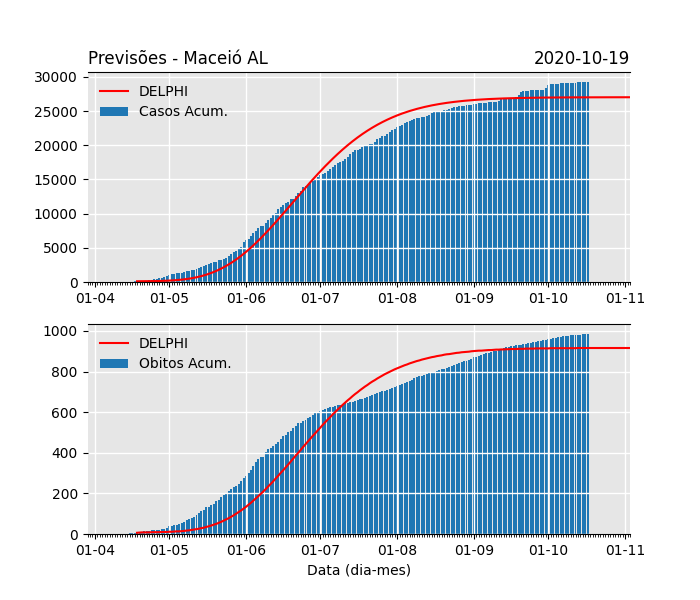 Previsões - Maceió AL 2020-10-19
30000
25000
20000
15000
10000
5000
0
DELPHI
Casos Acum.
01-04 01-05 01-06 01-07 01-08 01-09 01-10 01-11
1000
800
600
400
200
0
DELPHI
Obitos Acum.
01-04 01-05 01-06 01-07 01-08 01-09 01-10 01-11
Data (dia-mes)